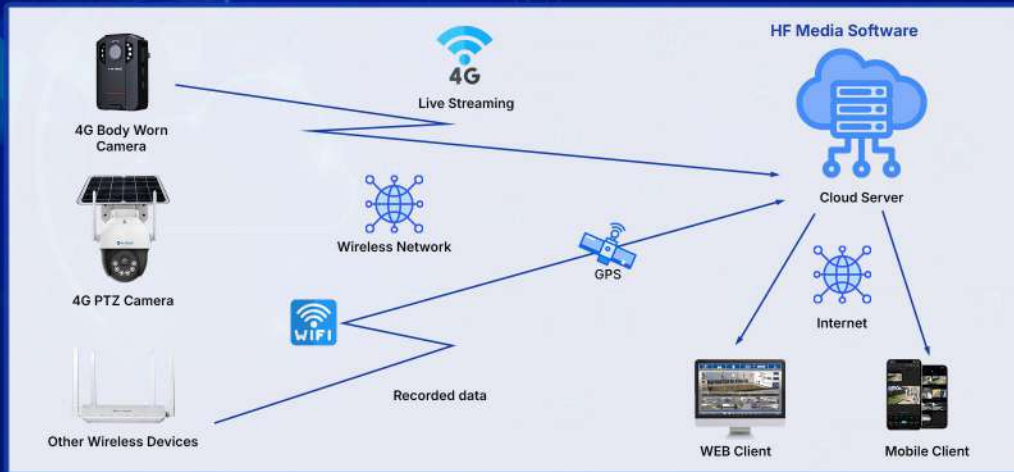 HF Media Software
4G
Live Streaming
4G Body Worn
Camera
Cloud Server
Wireless Network
GPS
4G PTZ Camera
WiFi
Internet
Recorded data
Other Wireless Devices
WEB Client
Mobile Client